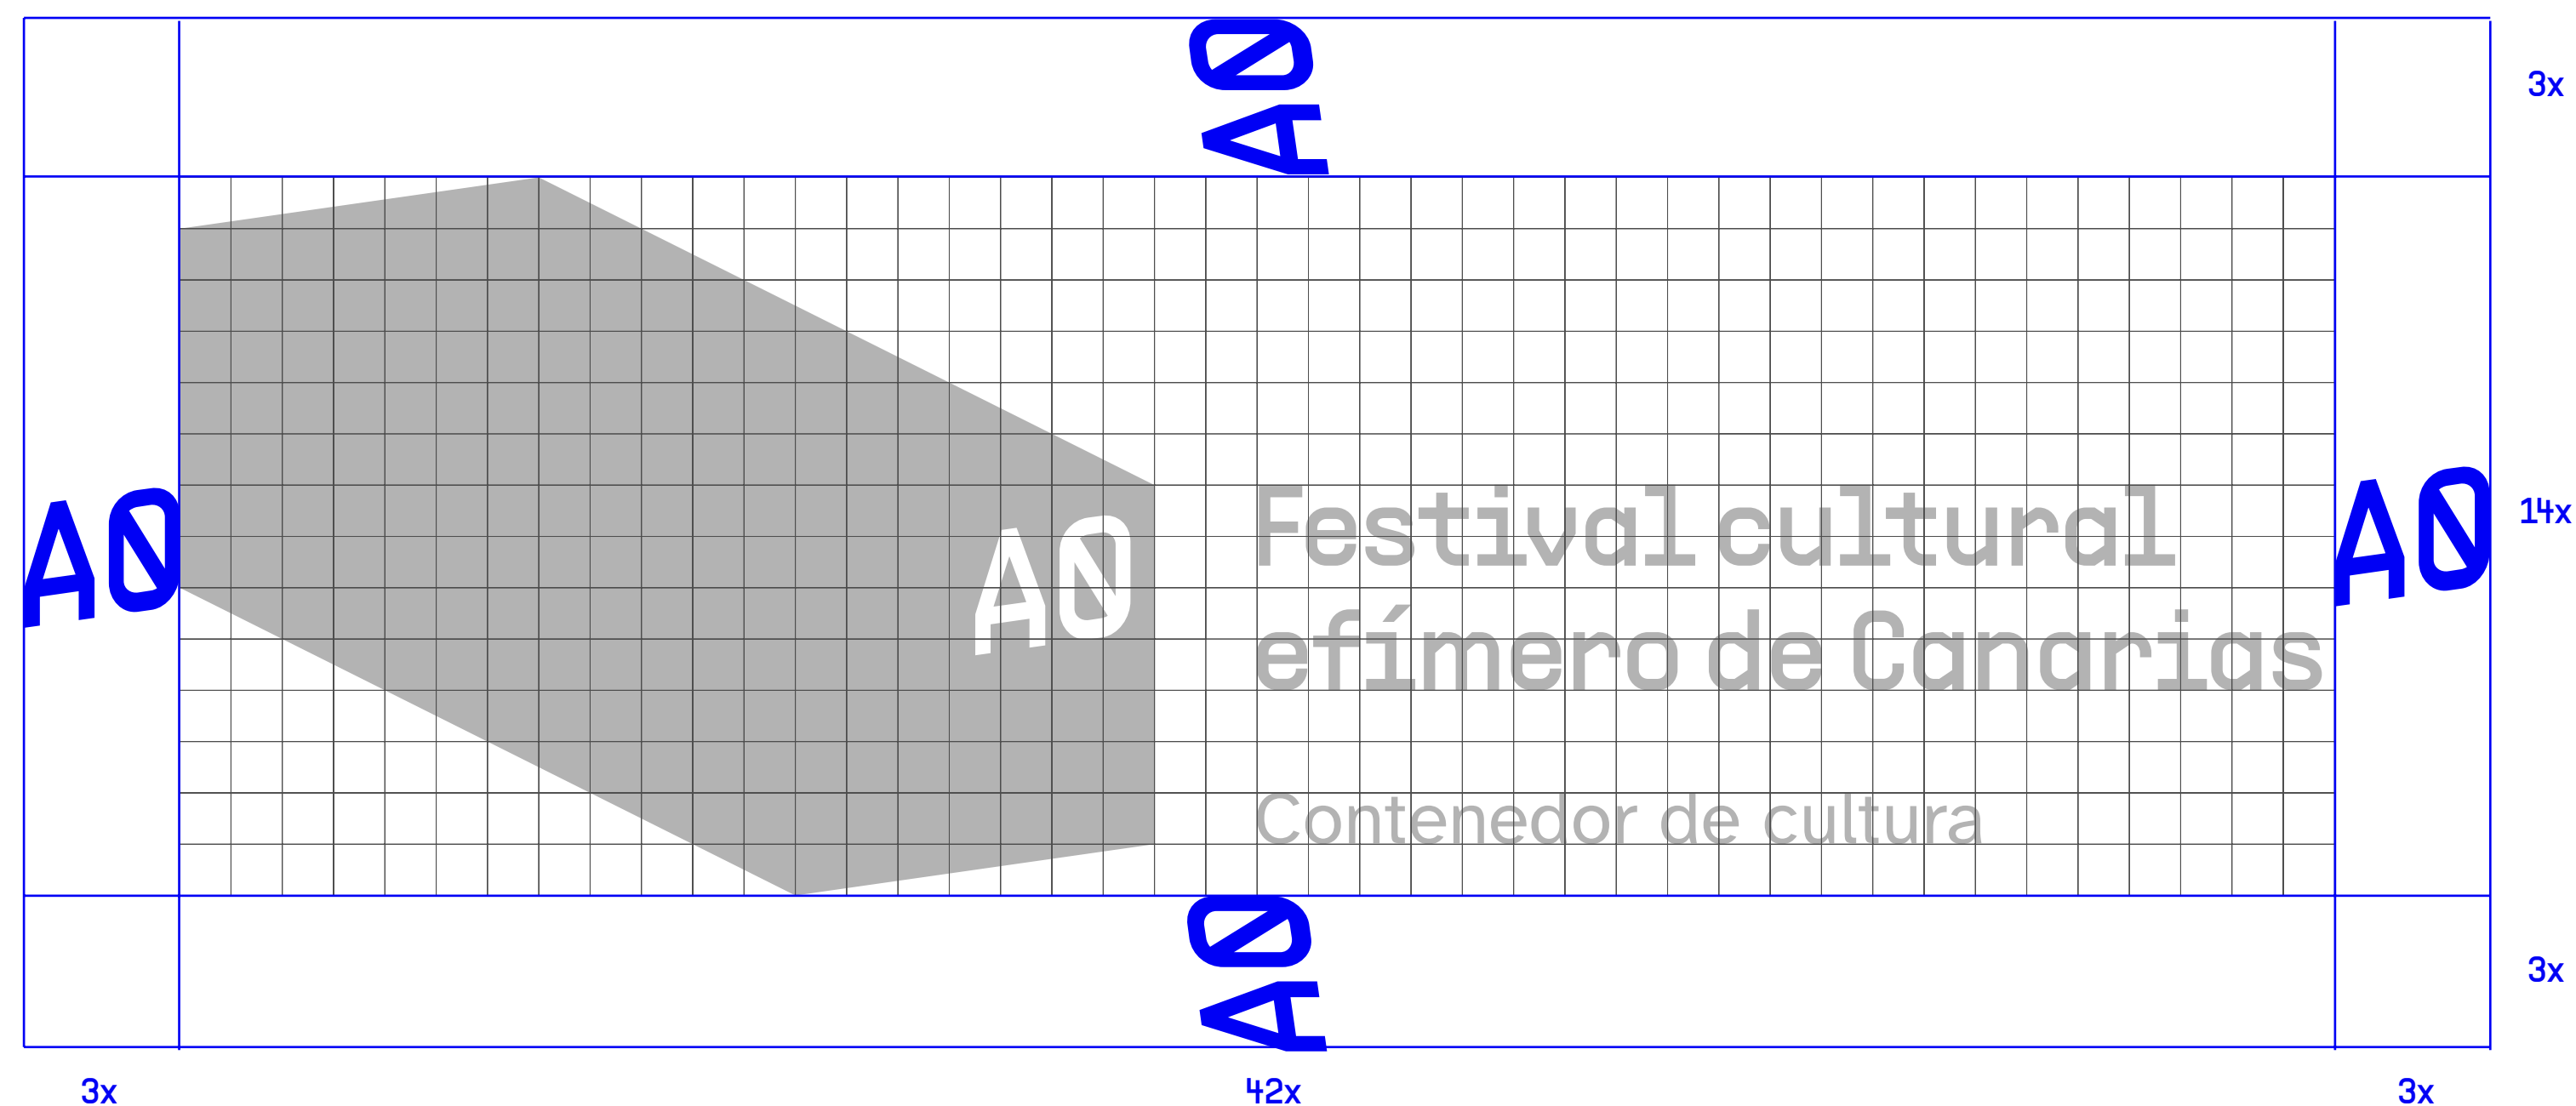 A0
3x
A0
A0
Festival cultural
efímero de Canarias
A0
14x
Contenedor de cultura
A0
3x
3x
42x
3x